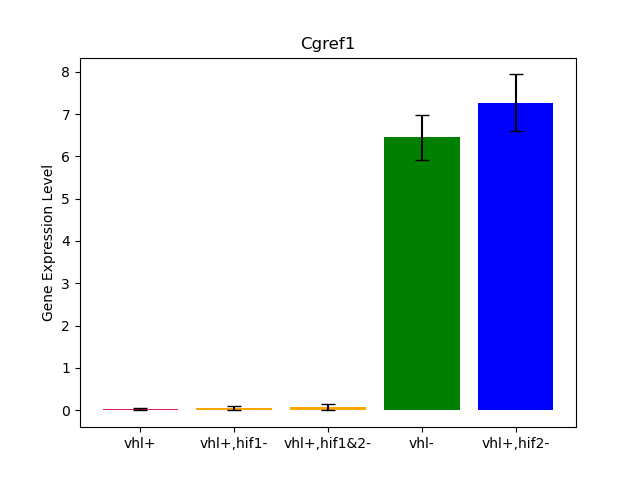 Cgref1
Gene Expression Level
8
7
6
5
4
3
2
1
0
vhl+
vhl+,hif1-
vhl+,hif1&2-
vhl-
vhl+,hif2-